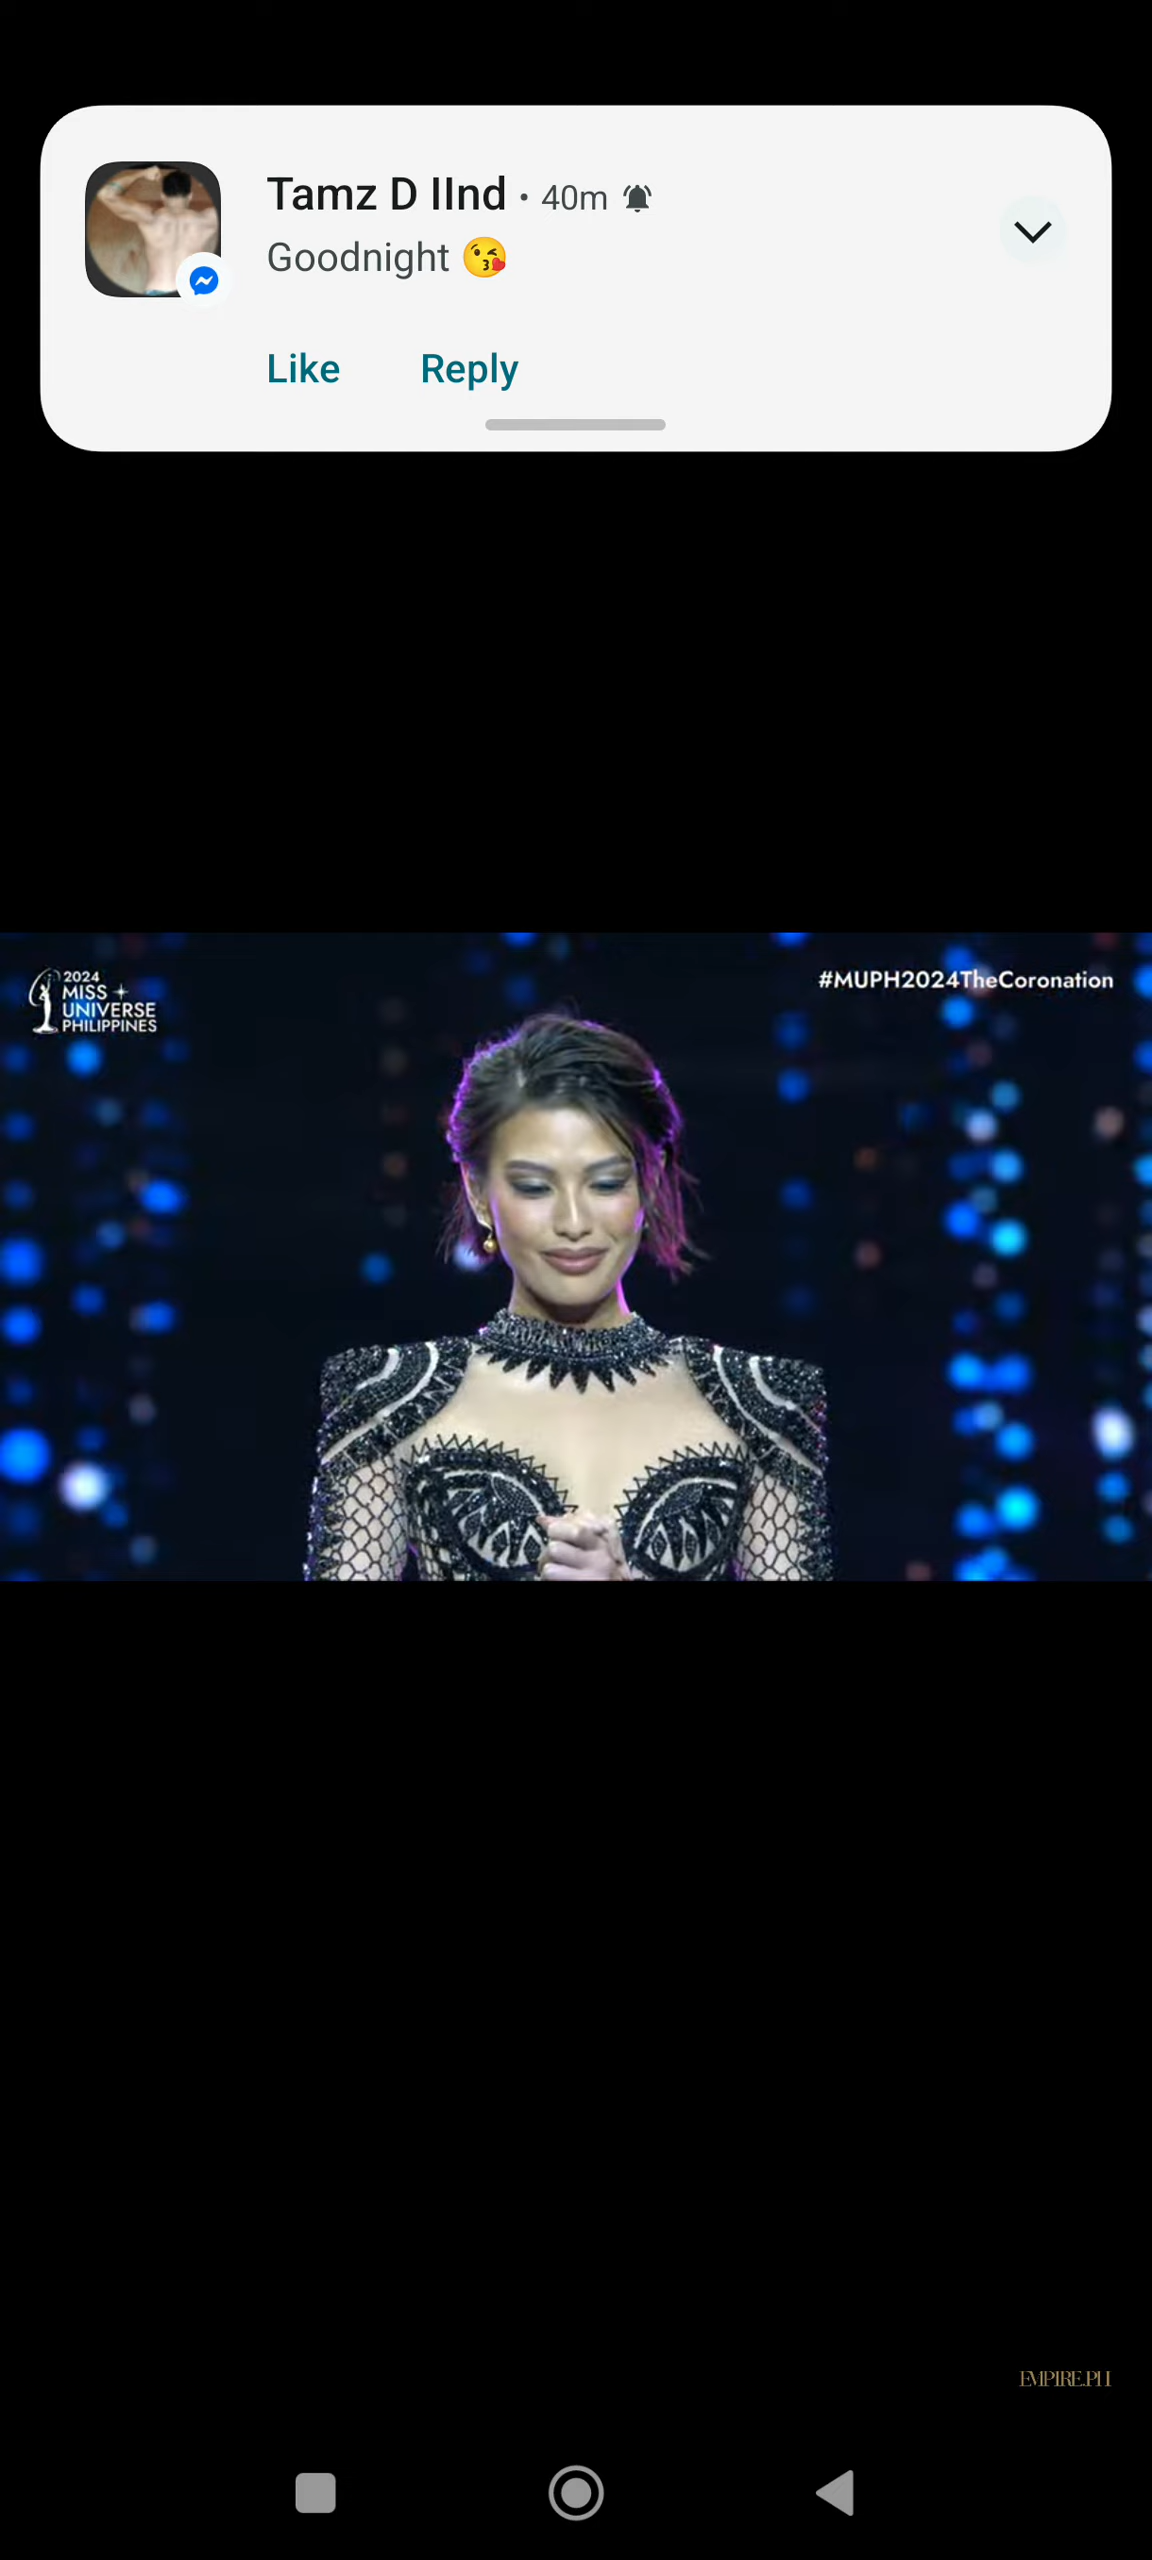 Tamz D IInd • 40m
Goodnight 😘
Like Reply
2024
MISS
UNIVERSE
PHILIPPINES
#MUPH2024TheCoronation
EMPIRE.PH